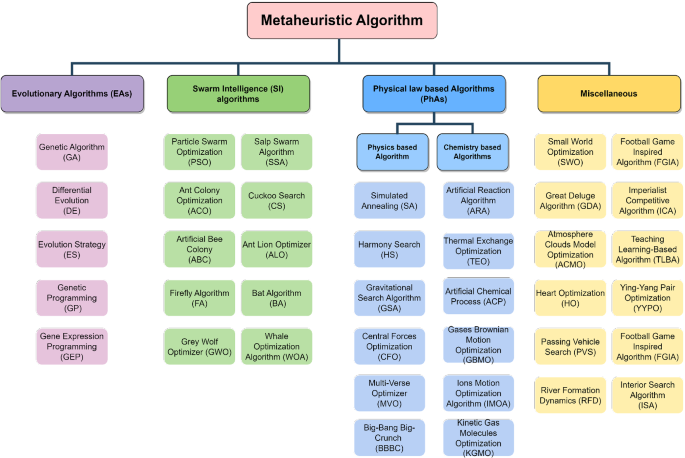 Metaheuristic Algorithm
Evolutionary Algorithms (EAs)
Genetic Algorithm
(GA)
Differential
Evolution
(DE)
Evolution Strategy
(ES)
Genetic
Programming
(GP)
Gene Expression
Programming
(GEP)
Swarm Intelligence (SI)
algorithms
Particle Swarm
Optimization
(PSO)
Salp Swarm
Algorithm
(SSA)
Ant Colony
Optimization
(ACO)
Cuckoo Search
(CS)
Artificial Bee
Colony
(ABC)
Ant Lion Optimizer
(ALO)
Firefly Algorithm
(FA)
Bat Algorithm
(BA)
Grey Wolf
Optimizer (GWO)
Whale
Optimization
Algorithm (WOA)
Physical law based Algorithms
(PhAs)
Physics based
Algorithm
Simulated
Annealing (SA)
Harmony Search
(HS)
Gravitational
Search Algorithm
(GSA)
Central Forces
Optimization
(CFO)
Multi-Verse
Optimizer
(MVO)
Big-Bang Big-
Crunch
(BBBC)
Chemistry based
Algorithms
Artificial Reaction
Algorithm
(ARA)
Thermal Exchange
Optimization
(TEO)
Artificial Chemical
Process (ACP)
Gases Brownian
Motion
Optimization
(GBMO)
Ions Motion
Optimization
Algorithm (IMOA)
Kinetic Gas
Molecules
Optimization
(KGMO)
Miscellaneous
Small World
Optimization
(SWO)
Football Game
Inspired
Algorithm (FGIA)
Great Deluge
Algorithm (GDA)
Imperialist
Competitive
Algorithm (ICA)
Atmosphere
Clouds Model
Optimization
(ACMO)
Teaching
Learning-Based
Algorithm (TLBA)
Heart Optimization
(HO)
Ying-Yang Pair
Optimization
(YYPO)
Passing Vehicle
Search (PVS)
Football Game
Inspired
Algorithm (FGIA)
River Formation
Dynamics (RFD)
Interior Search
Algorithm
(ISA)